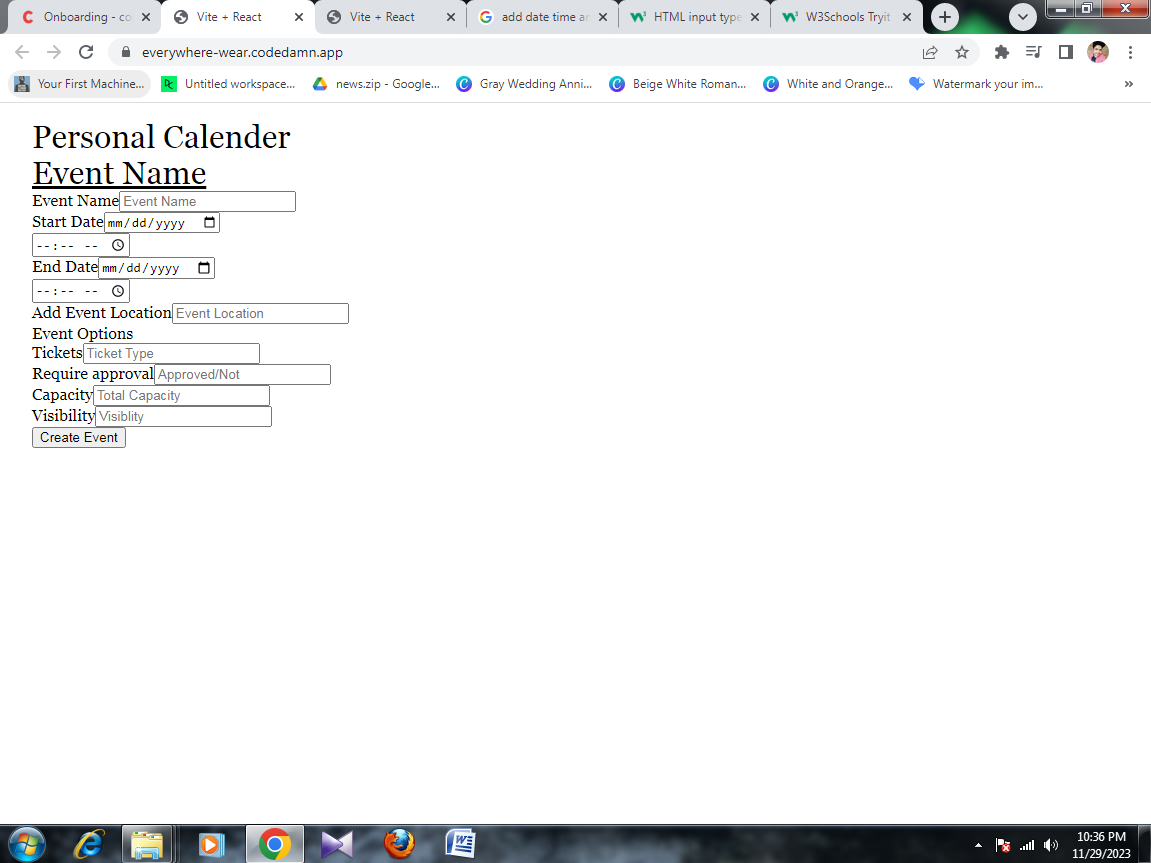 Onboarding - co
Vite + React
Vite + React
add date time ar
HTML input type
W3Schools Tryit
everywhere-wear.codedamn.app
Your First Machine...
Untitled workspace...
news.zip - Google...
Gray Wedding Anni...
Beige White Roman...
White and Orange...
Watermark your im...
»
Personal Calender
Event Name
Event Name Event Name
Start Date mm/dd/yyyy
--:-- --
End Date mm/dd/yyyy
--:-- --
Add Event Location Event Location
Event Options
Tickets Ticket Type
Require approval Approved/Not
Capacity Total Capacity
Visibility Visiblity
Create Event
10:36 PM
11/29/2023